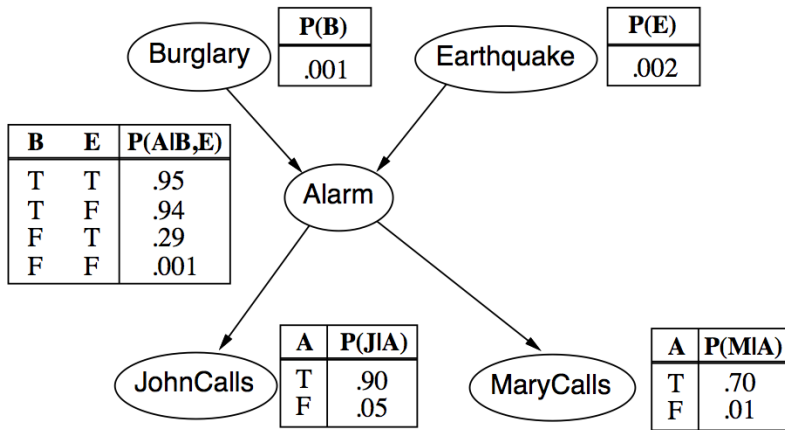 Burglary
P(B)
.001
Earthquake
P(E)
.002
B E P(A|B,E)
T T .95
T F .94
F T .29
F F .001
Alarm
JohnCalls
A P(J|A)
T .90
F .05
MaryCalls
A P(M|A)
T .70
F .01